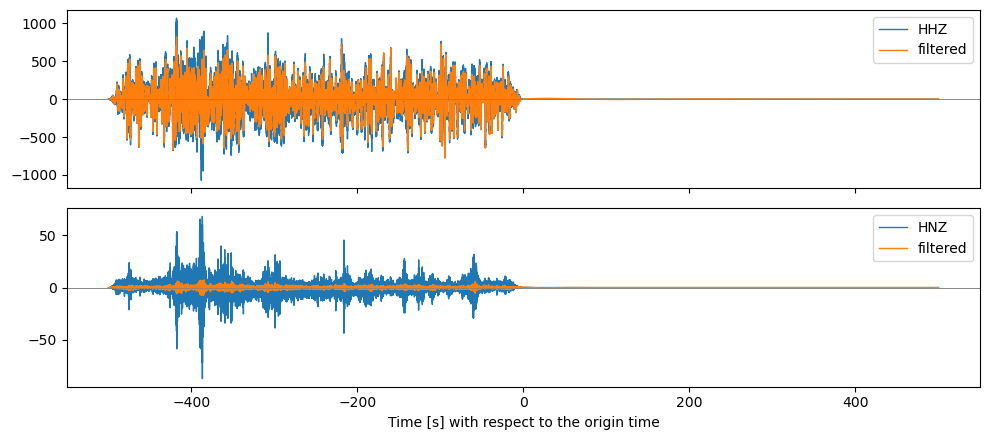 1000
500
0
−500
−1000
HHZ
filtered
50
0
−50
HNZ
filtered
−400 −200 0 200 400
Time [s] with respect to the origin time